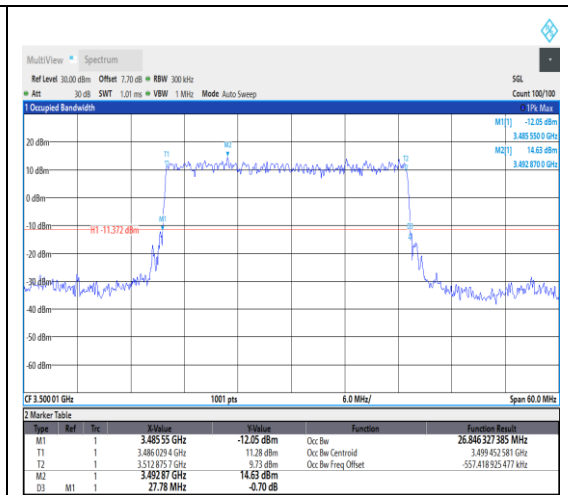 MultiView Spectrum
Ref Level 30.00 dBm Offset 7.70 dB RBW 300 kHz SGL
Att 30 dB SWT 1.01 ms VBW 1 MHz Mode Auto Sweep Count 100/100
1 Occupied Bandwidth 1Pk Max
M1[1] -12.05 dBm
3.485 550 0 GHz
M2[1] 14.63 dBm
3.492 870 0 GHz
20 dBm
T1 M2 T2
10 dBm
0 dBm
M1
-10 dBm
H1 -11.372 dBm
-20 dBm
-30 dBm
-40 dBm
-50 dBm
-60 dBm
CF 3.500 01 GHz 1001 pts 6.0 MHz/ Span 60.0 MHz
2 Marker Table
Type Ref Trc X-Value Y-Value Function Function Result
M1 1 3.485 55 GHz -12.05 dBm Occ Bw 26.846 327 385 MHz
T1 1 3.486 029 4 GHz 11.28 dBm Occ Bw Centroid 3.499 452 581 GHz
T2 1 3.512 875 7 GHz 9.73 dBm Occ Bw Freq Offset -557.418 925 477 kHz
M2 1 3.492 87 GHz 14.63 dBm
D3 M1 1 27.78 MHz -0.70 dB